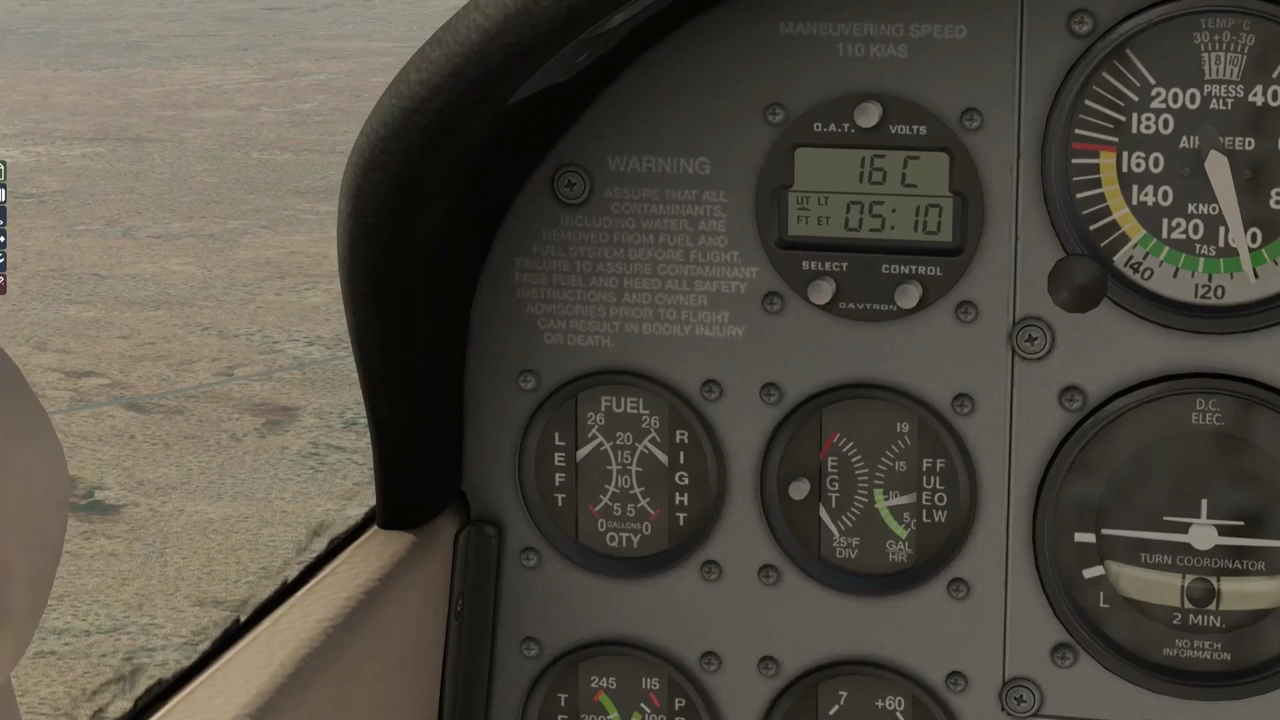 MANEUVERING SPEED
110 KIAS
O.A.T. VOLTS
16 C
UT LT
FT ET
05:10
SELECT CONTROL
DAVTRON
WARNING
ASSURE THAT ALL
CONTAMINANTS,
INCLUDING WATER, ARE
REMOVED FROM FUEL AND
FUEL SYSTEM BEFORE FLIGHT.
FAILURE TO ASSURE CONTAMINANT
FREE FUEL AND HEED ALL SAFETY
INSTRUCTIONS AND OWNER
ADVISORIES PRIOR TO FLIGHT
CAN RESULT IN BODILY INJURY
OR DEATH.
TEMP°C
30+0-30
PRESS
ALT
200 40
180
AIRSPEED
160
140
KNO
120 100
TAS
140
120
FUEL
26 26
LEFT
RIGHT
20
15
10
5 5
0 GALLONS 0
QTY
EGT
25°F
DIV
19
15
10
5
0
FUEL
FLOW
GAL
HR
D.C.
ELEC.
TURN COORDINATOR
L
2 MIN.
NO PITCH
INFORMATION
245 115
200 100
7 +60